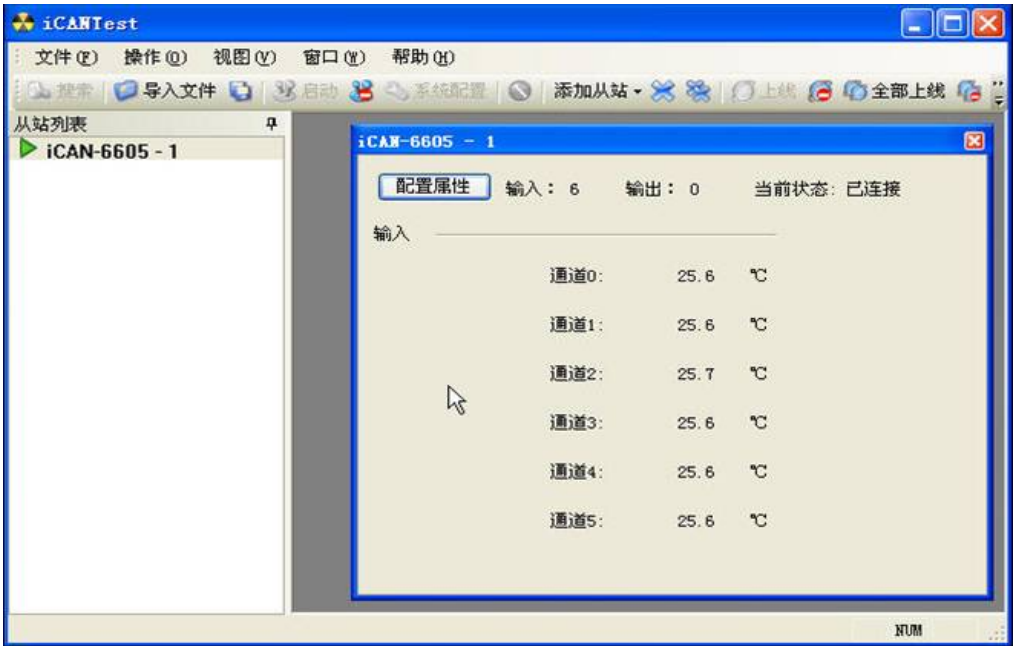 iCANTest
文件(F) 操作(O) 视图(V) 窗口(W) 帮助(H)
搜索 导入文件 启动 系统配置 添加从站 上线 全部上线
从站列表
iCAN-6605 - 1
iCAN-6605 - 1
配置属性 输入: 6 输出: 0 当前状态: 已连接
输入
通道0: 25.6 ℃
通道1: 25.6 ℃
通道2: 25.7 ℃
通道3: 25.6 ℃
通道4: 25.6 ℃
通道5: 25.6 ℃
NUM